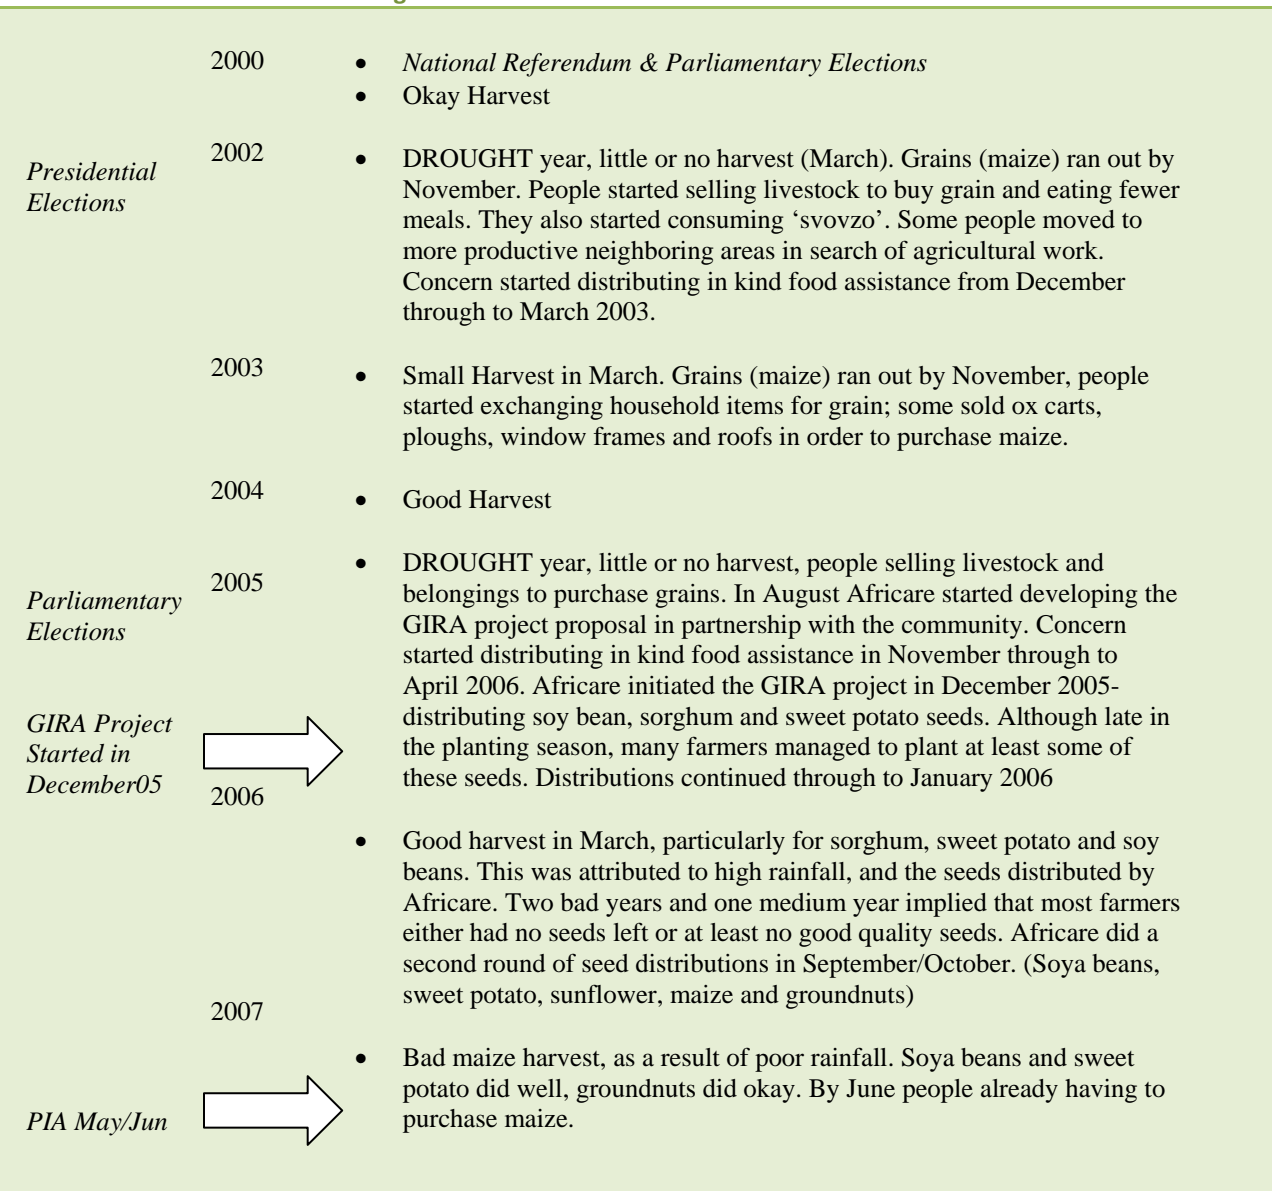 2000
• National Referendum & Parliamentary Elections
• Okay Harvest
Presidential
Elections
2002
• DROUGHT year, little or no harvest (March). Grains (maize) ran out by
November. People started selling livestock to buy grain and eating fewer
meals. They also started consuming ‘svovzo’. Some people moved to
more productive neighboring areas in search of agricultural work.
Concern started distributing in kind food assistance from December
through to March 2003.
2003
• Small Harvest in March. Grains (maize) ran out by November, people
started exchanging household items for grain; some sold ox carts,
ploughs, window frames and roofs in order to purchase maize.
2004
• Good Harvest
Parliamentary
Elections
2005
• DROUGHT year, little or no harvest, people selling livestock and
belongings to purchase grains. In August Africare started developing the
GIRA project proposal in partnership with the community. Concern
started distributing in kind food assistance in November through to
April 2006. Africare initiated the GIRA project in December 2005-
distributing soy bean, sorghum and sweet potato seeds. Although late in
the planting season, many farmers managed to plant at least some of
these seeds. Distributions continued through to January 2006
GIRA Project
Started in
December05
2006
• Good harvest in March, particularly for sorghum, sweet potato and soy
beans. This was attributed to high rainfall, and the seeds distributed by
Africare. Two bad years and one medium year implied that most farmers
either had no seeds left or at least no good quality seeds. Africare did a
second round of seed distributions in September/October. (Soya beans,
sweet potato, sunflower, maize and groundnuts)
2007
• Bad maize harvest, as a result of poor rainfall. Soya beans and sweet
potato did well, groundnuts did okay. By June people already having to
purchase maize.
PIA May/Jun